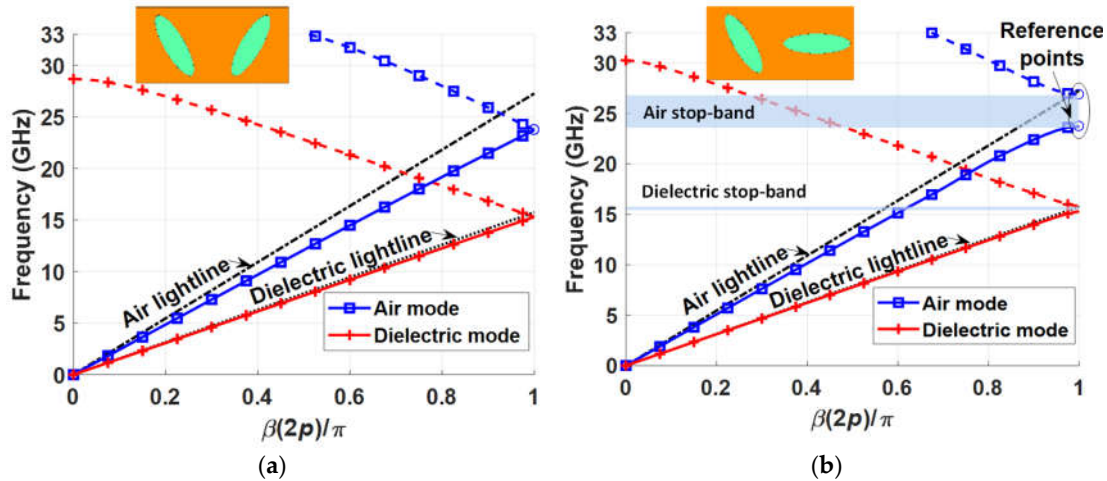 33
30
25
20
15
10
5
0
Frequency (GHz)
Air lightline
Dielectric lightline
Air mode
Dielectric mode
0
0.2
0.4
0.6
0.8
1
β(2p)/π
(a)
33
30
25
20
15
10
5
0
Frequency (GHz)
Reference
points
Air stop-band
Dielectric stop-band
Air lightline
Dielectric lightline
Air mode
Dielectric mode
0
0.2
0.4
0.6
0.8
1
β(2p)/π
(b)